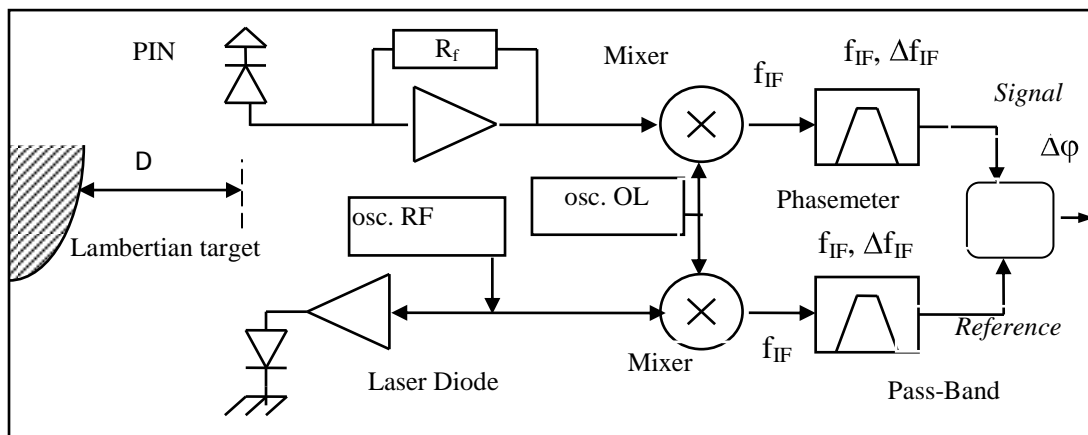 PIN
R_f
Mixer
f_IF
f_IF, Δf_IF
Signal
Δφ
D
osc. OL
Phasemeter
osc. RF
Lambertian target
f_IF, Δf_IF
Reference
Mixer
f_IF
Laser Diode
Pass-Band